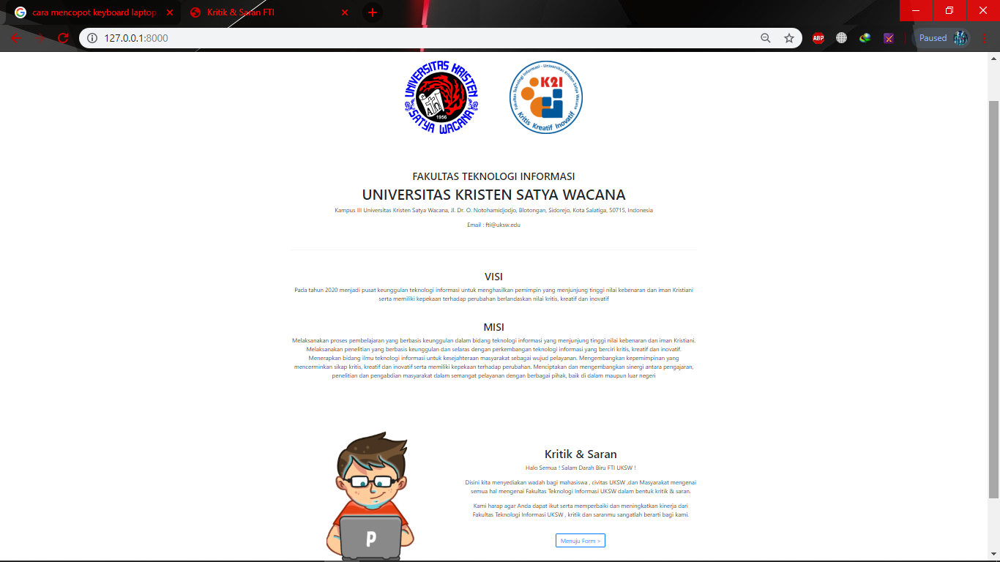 cara mencopot keyboard laptop
Kritik & Saran FTI
127.0.0.1:8000
ABP
Paused
UNIVERSITAS KRISTEN
SATYA WACANA
1956
Fakultas Teknologi Informasi - Universitas Kristen Satya Wacana
K2I
Kritis Kreatif Inovatif
FAKULTAS TEKNOLOGI INFORMASI
UNIVERSITAS KRISTEN SATYA WACANA
Kampus III Universitas Kristen Satya Wacana, Jl. Dr. O. Notohamidjodjo, Blotongan, Sidorejo, Kota Salatiga, 50715, Indonesia
Email : fti@uksw.edu
VISI
Pada tahun 2020 menjadi pusat keunggulan teknologi informasi untuk menghasilkan pemimpin yang menjunjung tinggi nilai kebenaran dan iman Kristiani
serta memiliki kepekaan terhadap perubahan berlandaskan nilai kritis, kreatif dan inovatif
MISI
Melaksanakan proses pembelajaran yang berbasis keunggulan dalam bidang teknologi informasi yang menjunjung tinggi nilai kebenaran dan iman Kristiani.
Melaksanakan penelitian yang berbasis keunggulan dan selaras dengan perkembangan teknologi informasi yang berciri kritis, kreatif dan inovatif.
Menerapkan bidang ilmu teknologi informasi untuk kesejahteraan masyarakat sebagai wujud pelayanan. Mengembangkan kepemimpinan yang
mencerminkan sikap kritis, kreatif dan inovatif serta memiliki kepekaan terhadap perubahan. Menciptakan dan mengembangkan sinergi antara pengajaran,
penelitian dan pengabdian masyarakat dalam semangat pelayanan dengan berbagai pihak, baik di dalam maupun luar negeri
Kritik & Saran
Halo Semua ! Salam Darah Biru FTI UKSW !
Disini kita menyediakan wadah bagi mahasiswa , civitas UKSW ,dan Masyarakat mengenai
semua hal mengenai Fakultas Teknologi Informasi UKSW dalam bentuk kritik & saran.
Kami harap agar Anda dapat ikut serta memperbaiki dan meningkatkan kinerja dari
Fakultas Teknologi Informasi UKSW , kritik dan saranmu sangatlah berarti bagi kami.
Menuju Form >
P